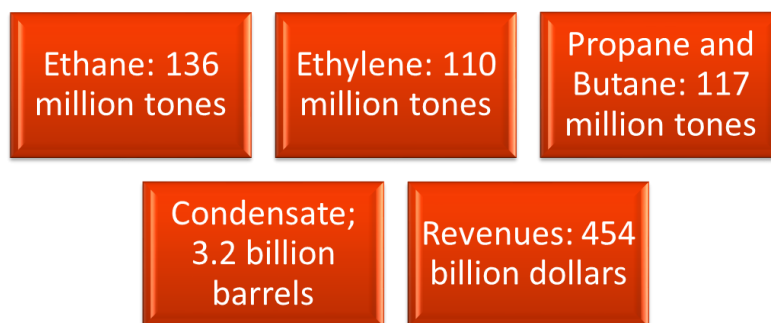 Ethane: 136
million tones
Ethylene: 110
million tones
Propane and
Butane: 117
million tones
Condensate;
3.2 billion
barrels
Revenues: 454
billion dollars